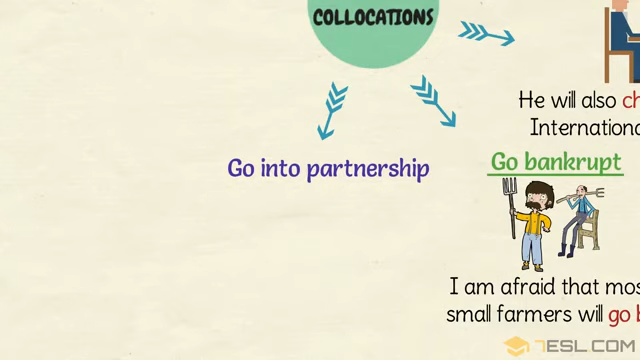 COLLOCATIONS
He will also
Go into partnership
Go bankrupt
I am afraid that
small farmers will go
7ESL.COM